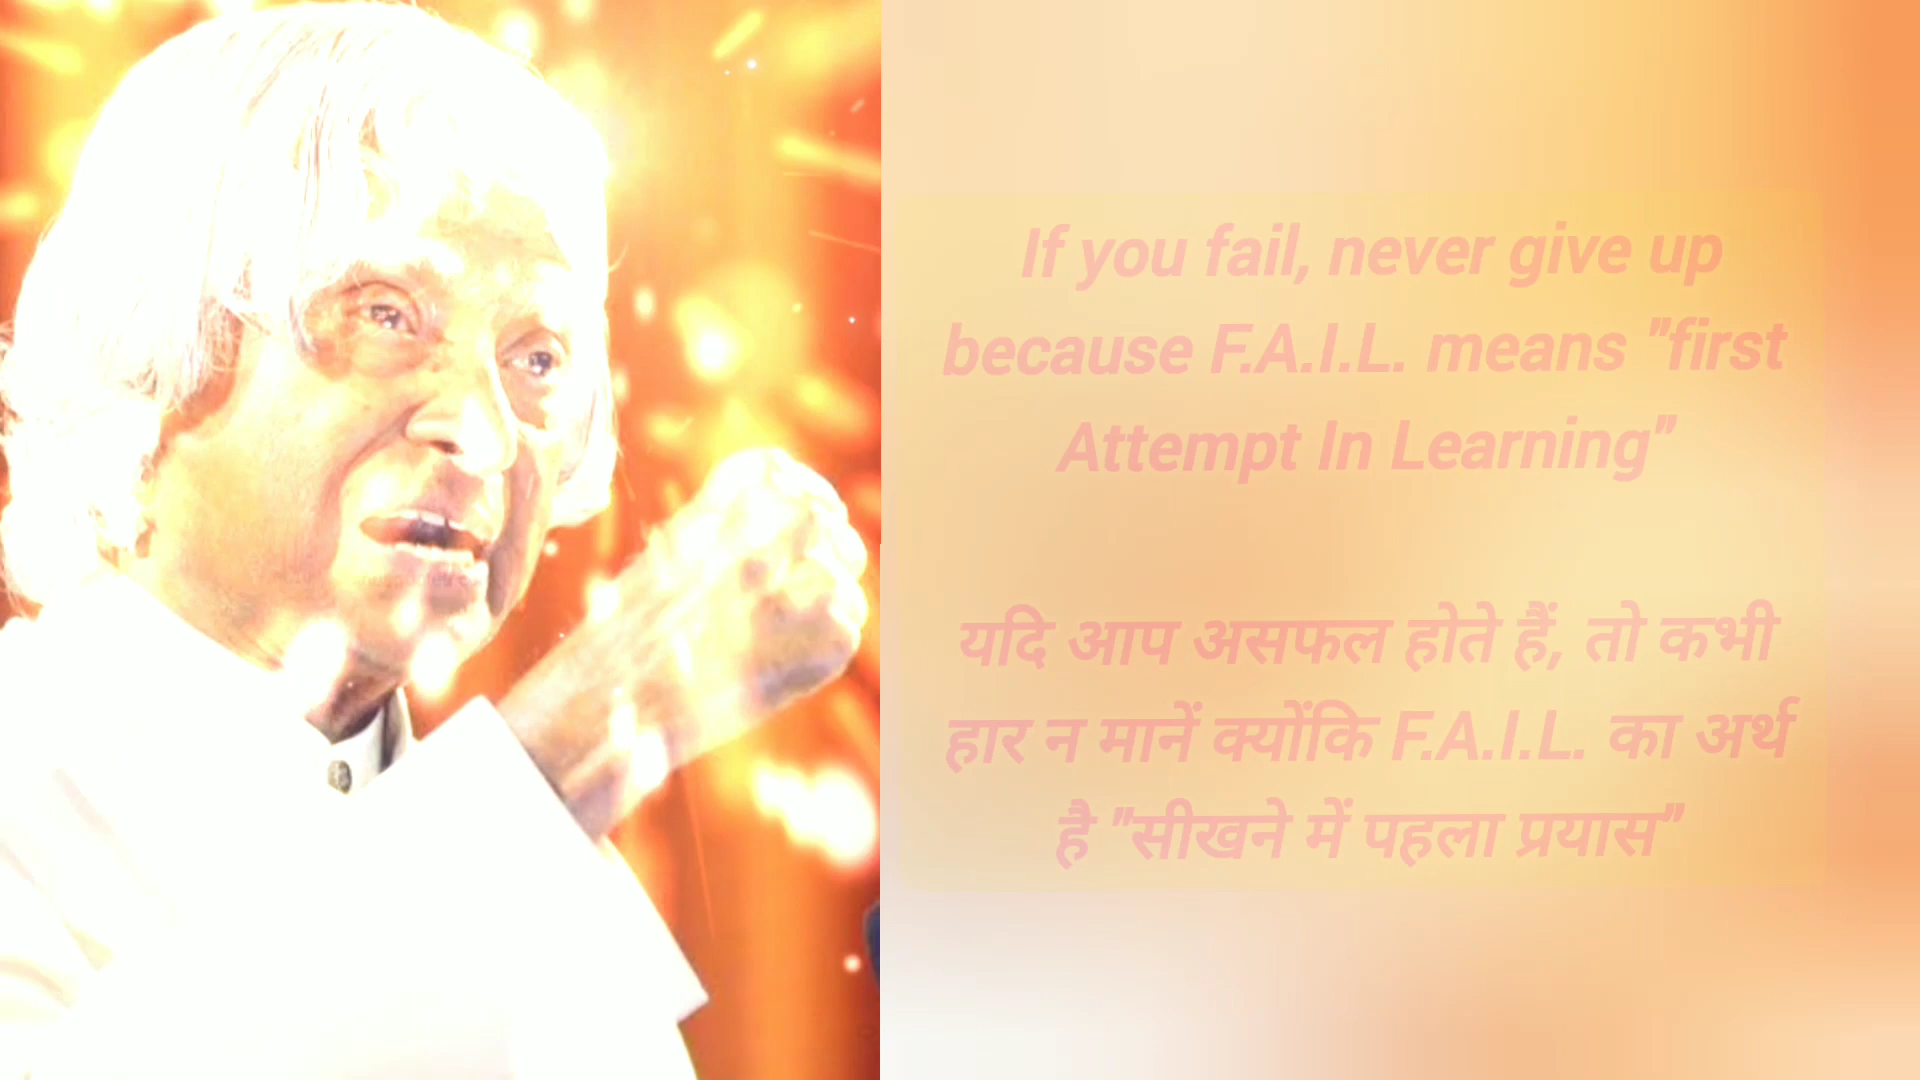 If you fail, never give up
because F.A.I.L. means "first
Attempt In Learning"
यदि आप असफल होते हैं, तो कभी
हार न मानें क्योंकि F.A.I.L. का अर्थ
है "सीखने में पहला प्रयास"